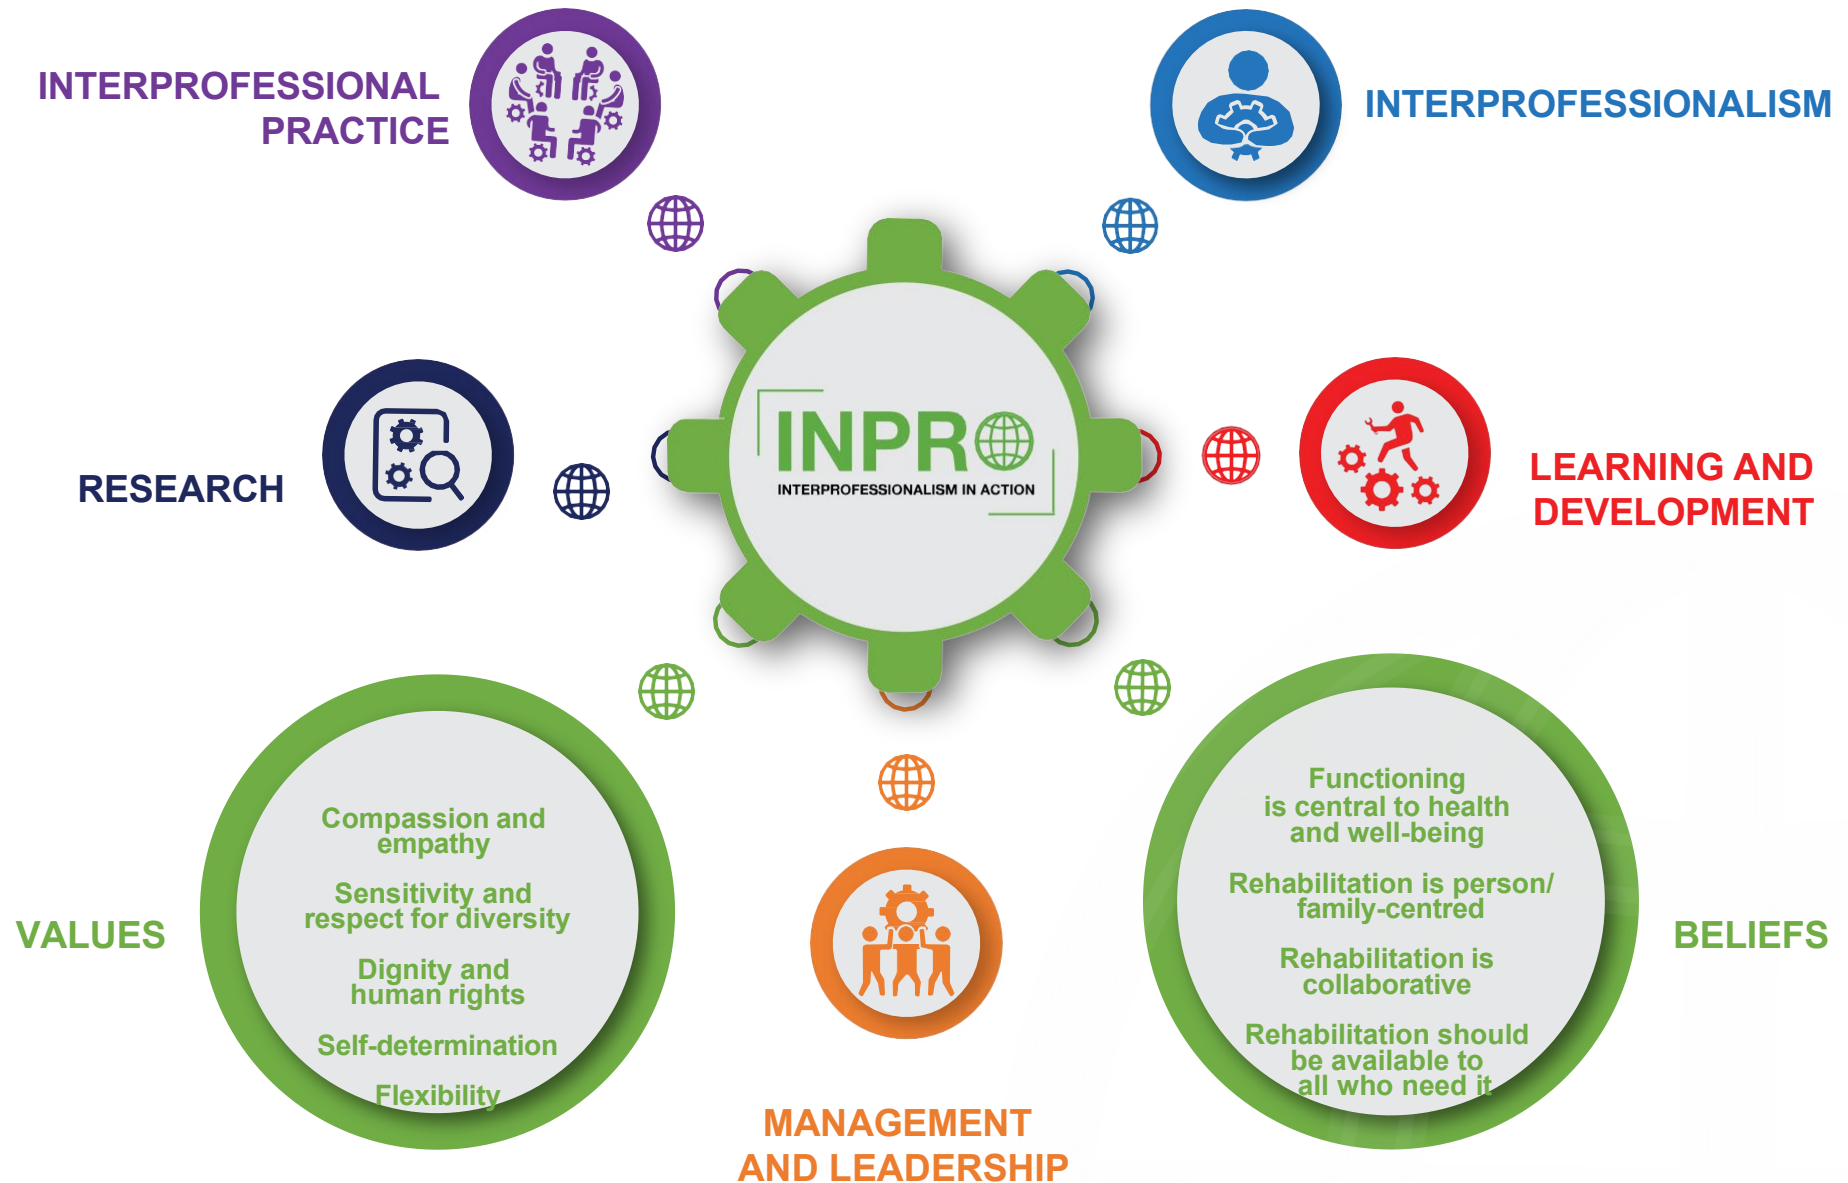 INTERPROFESSIONAL
PRACTICE
INTERPROFESSIONALISM
INPRO
INTERPROFESSIONALISM IN ACTION
RESEARCH
LEARNING AND
DEVELOPMENT
VALUES
Compassion and
empathy
Sensitivity and
respect for diversity
Dignity and
human rights
Self-determination
Flexibility
MANAGEMENT
AND LEADERSHIP
Functioning
is central to health
and well-being
Rehabilitation is person/
family-centred
Rehabilitation is
collaborative
Rehabilitation should
be available to
all who need it
BELIEFS